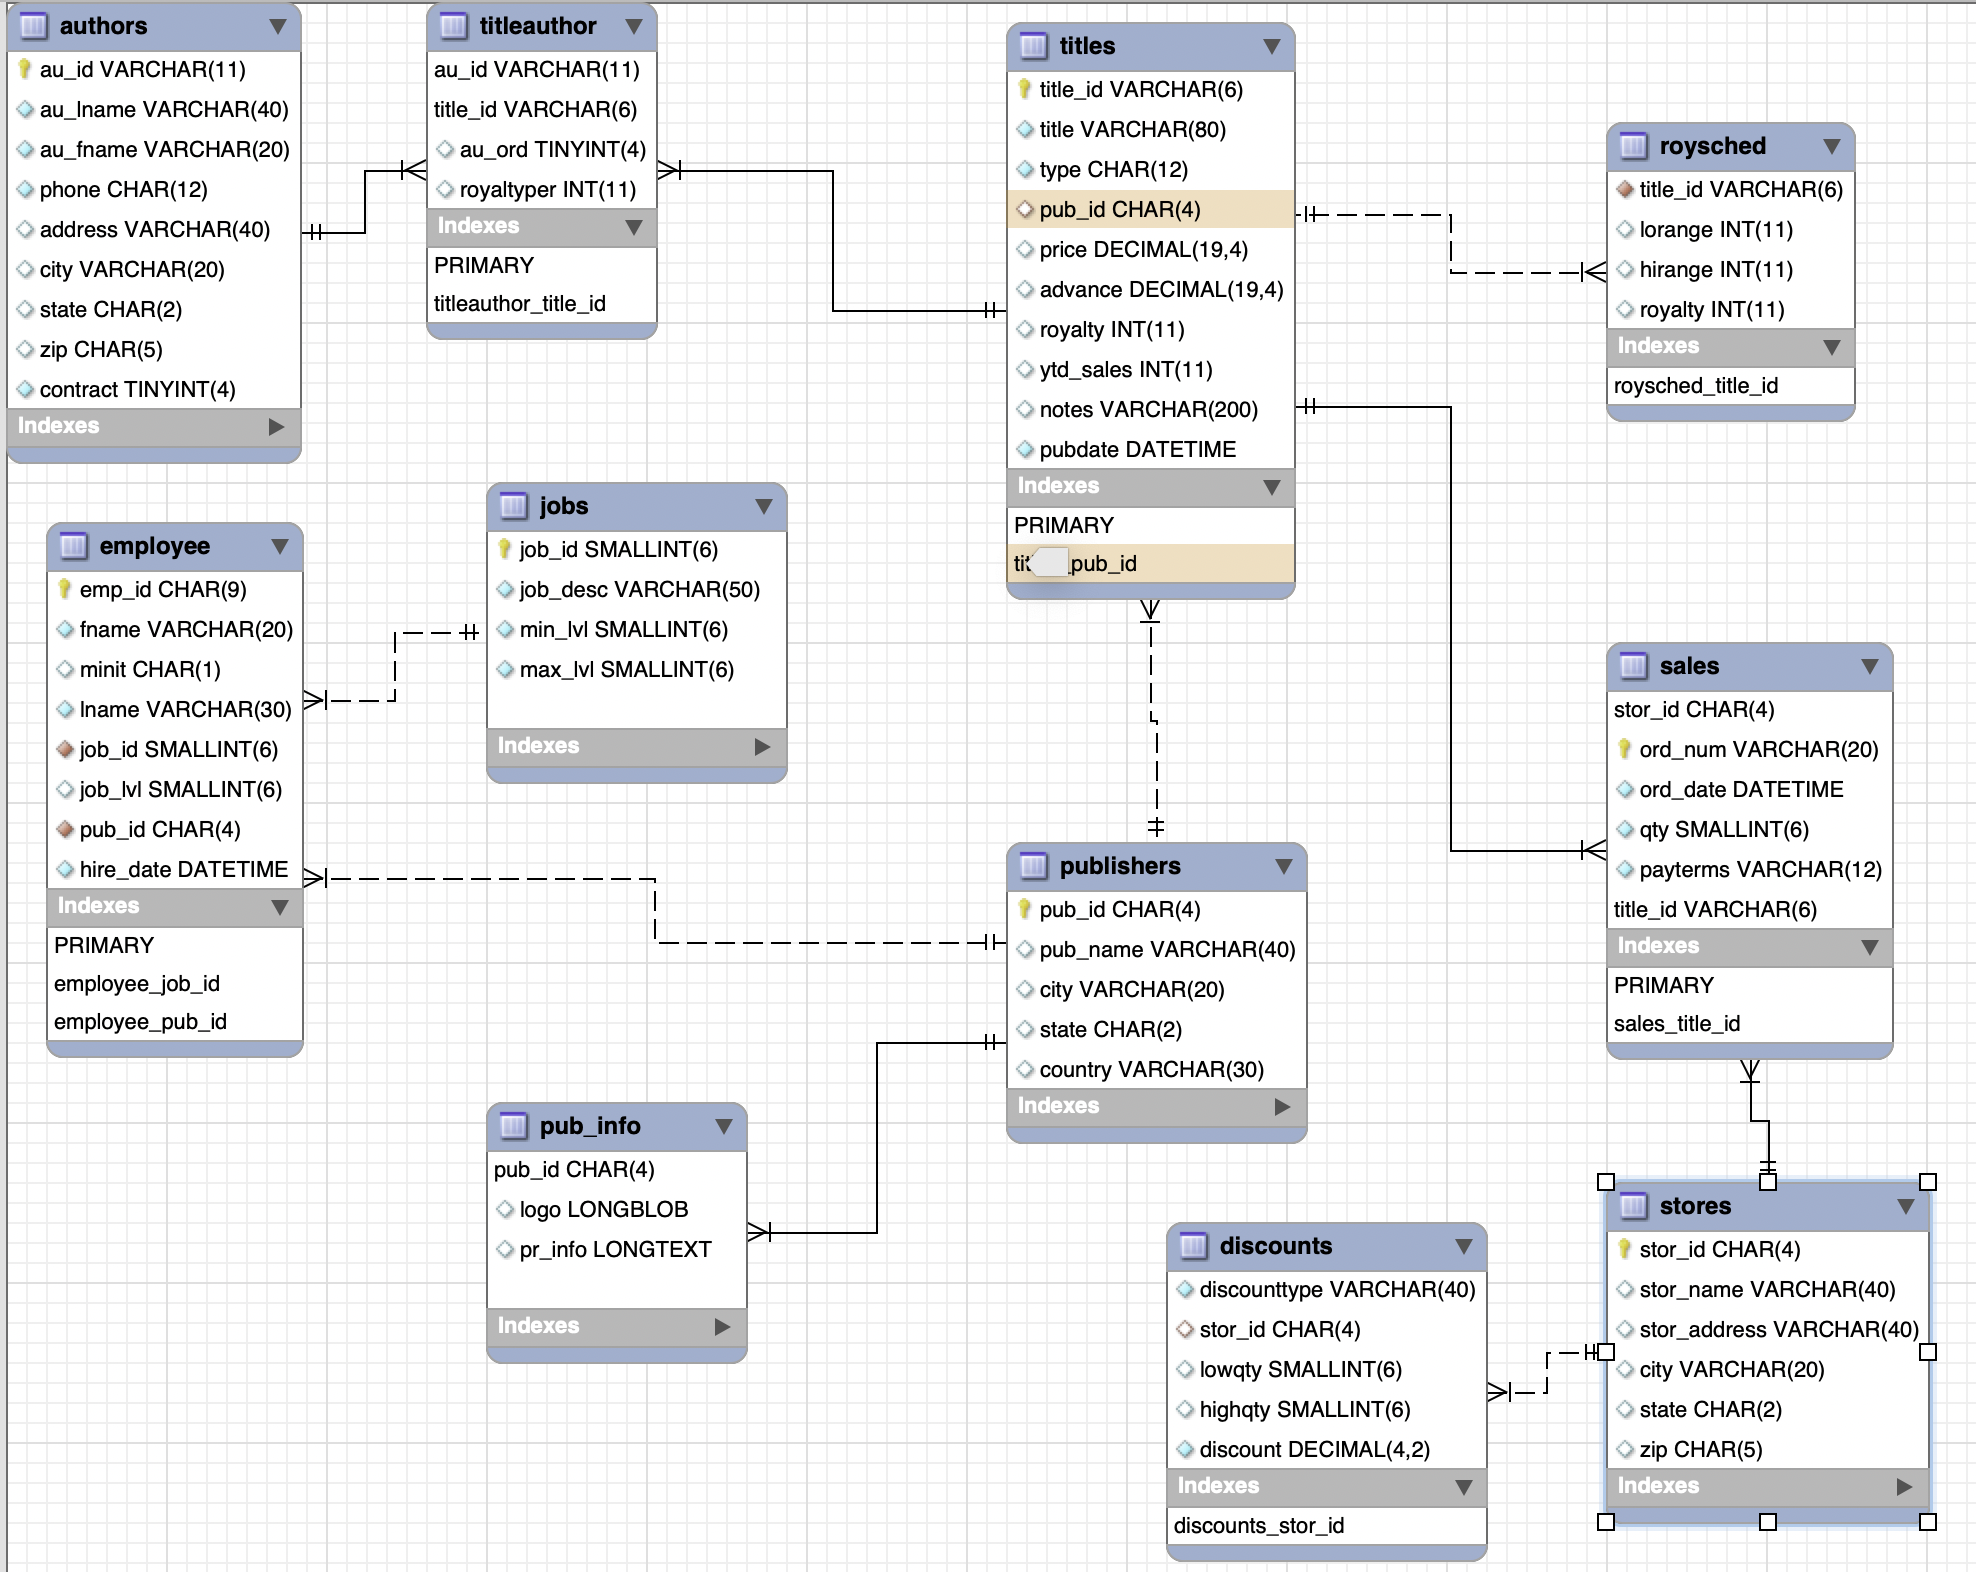 authors
au_id VARCHAR(11)
au_lname VARCHAR(40)
au_fname VARCHAR(20)
phone CHAR(12)
address VARCHAR(40)
city VARCHAR(20)
state CHAR(2)
zip CHAR(5)
contract TINYINT(4)
Indexes
titleauthor
au_id VARCHAR(11)
title_id VARCHAR(6)
au_ord TINYINT(4)
royaltyper INT(11)
Indexes
PRIMARY
titleauthor_title_id
titles
title_id VARCHAR(6)
title VARCHAR(80)
type CHAR(12)
pub_id CHAR(4)
price DECIMAL(19,4)
advance DECIMAL(19,4)
royalty INT(11)
ytd_sales INT(11)
notes VARCHAR(200)
pubdate DATETIME
Indexes
PRIMARY
_pub_id
roysched
title_id VARCHAR(6)
lorange INT(11)
hirange INT(11)
royalty INT(11)
Indexes
roysched_title_id
employee
emp_id CHAR(9)
fname VARCHAR(20)
minit CHAR(1)
lname VARCHAR(30)
job_id SMALLINT(6)
job_lvl SMALLINT(6)
pub_id CHAR(4)
hire_date DATETIME
Indexes
PRIMARY
employee_job_id
employee_pub_id
jobs
job_id SMALLINT(6)
job_desc VARCHAR(50)
min_lvl SMALLINT(6)
max_lvl SMALLINT(6)
Indexes
sales
stor_id CHAR(4)
ord_num VARCHAR(20)
ord_date DATETIME
qty SMALLINT(6)
payterms VARCHAR(12)
title_id VARCHAR(6)
Indexes
PRIMARY
sales_title_id
publishers
pub_id CHAR(4)
pub_name VARCHAR(40)
city VARCHAR(20)
state CHAR(2)
country VARCHAR(30)
Indexes
pub_info
pub_id CHAR(4)
logo LONGBLOB
pr_info LONGTEXT
Indexes
discounts
discounttype VARCHAR(40)
stor_id CHAR(4)
lowqty SMALLINT(6)
highqty SMALLINT(6)
discount DECIMAL(4,2)
Indexes
discounts_stor_id
stores
stor_id CHAR(4)
stor_name VARCHAR(40)
stor_address VARCHAR(40)
city VARCHAR(20)
state CHAR(2)
zip CHAR(5)
Indexes